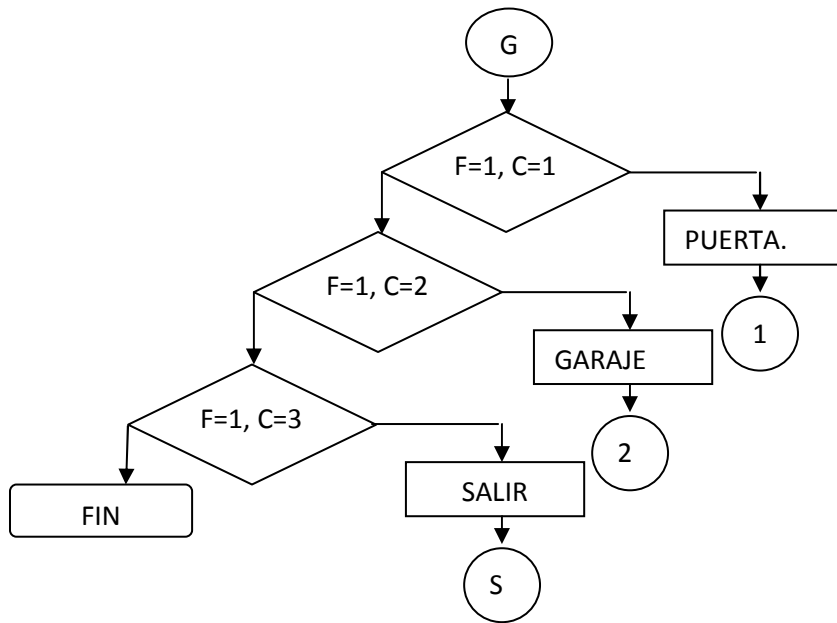 G
F=1, C=1
PUERTA.
F=1, C=2
1
GARAJE
F=1, C=3
2
SALIR
FIN
S